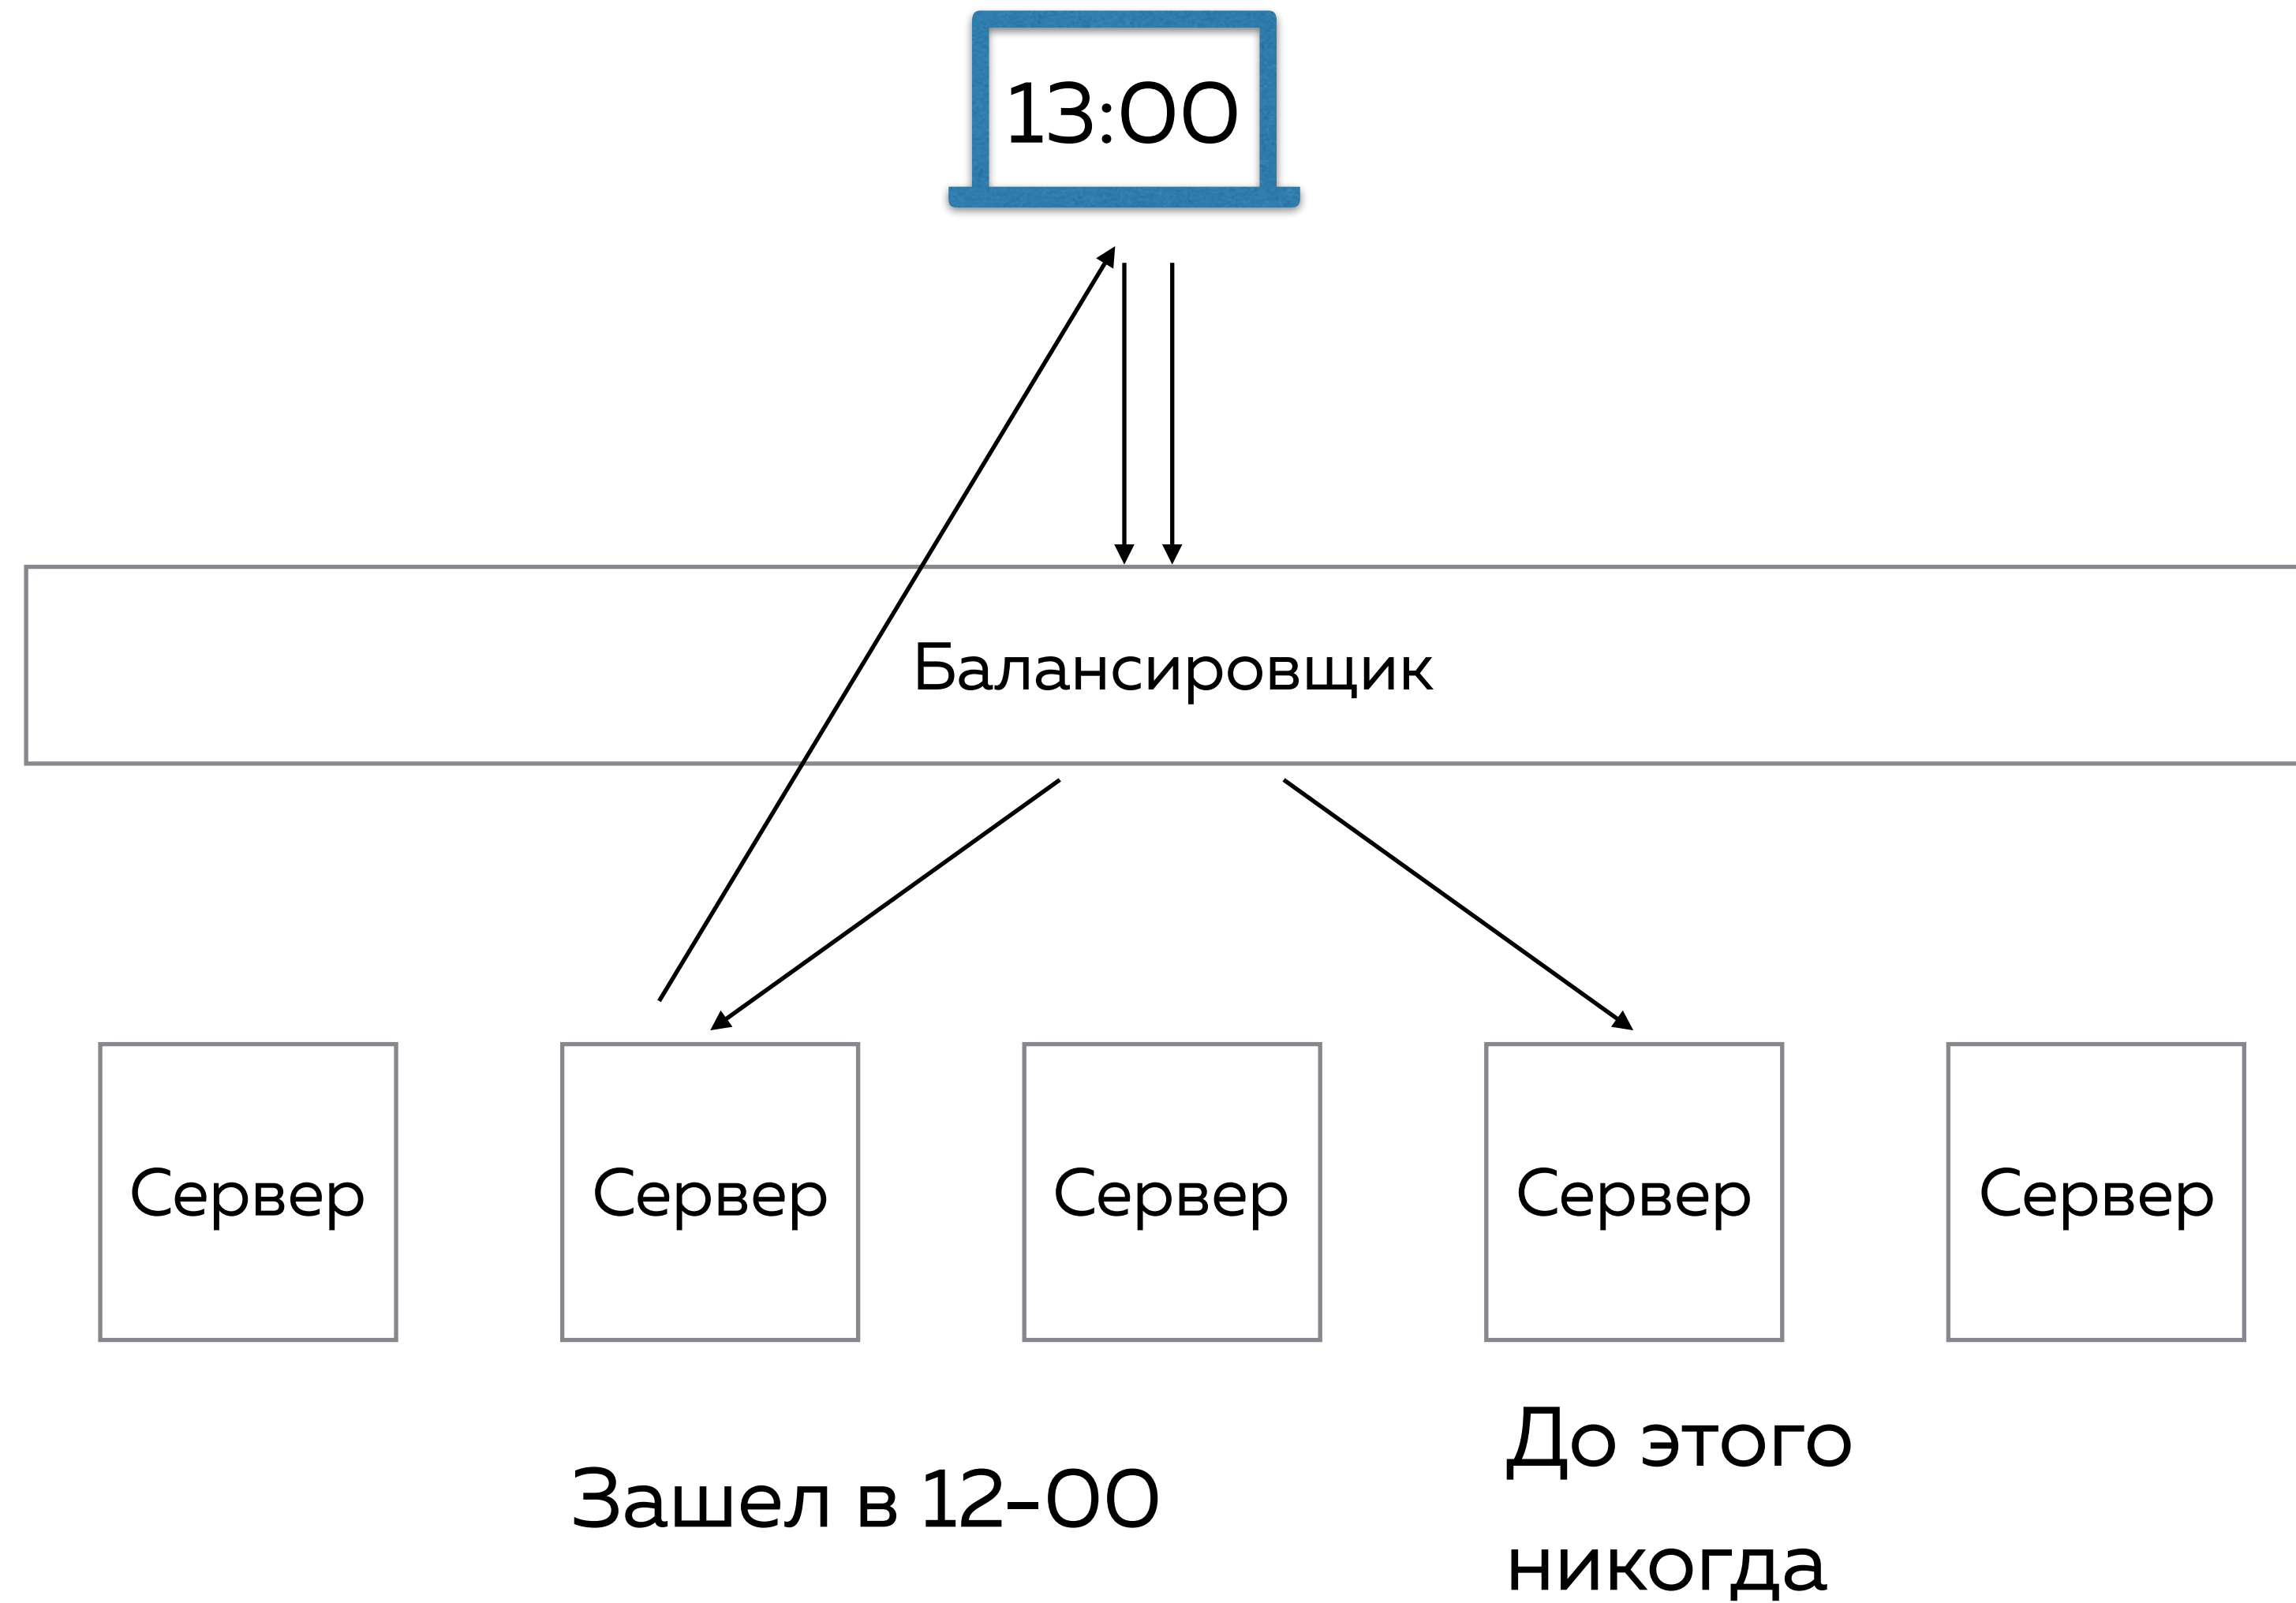 13:00
Балансировщик
Сервер
Сервер
Сервер
Сервер
Сервер
Зашел в 12-00
До этого
никогда